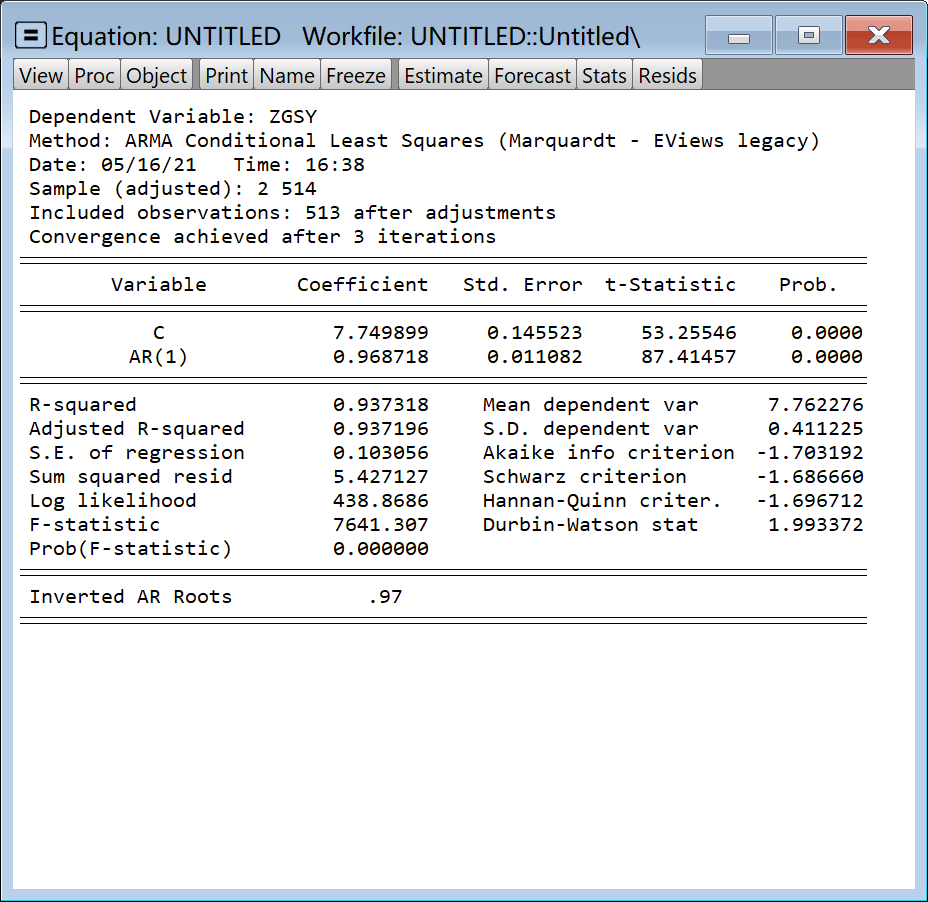 Equation: UNTITLED   Workfile: UNTITLED::Untitled\
View Proc Object Print Name Freeze Estimate Forecast Stats Resids
Dependent Variable: ZGSY
Method: ARMA Conditional Least Squares (Marquardt - EViews legacy)
Date: 05/16/21   Time: 16:38
Sample (adjusted): 2 514
Included observations: 513 after adjustments
Convergence achieved after 3 iterations
Variable Coefficient Std. Error t-Statistic Prob.
C 7.749899 0.145523 53.25546 0.0000
AR(1) 0.968718 0.011082 87.41457 0.0000
R-squared 0.937318 Mean dependent var 7.762276
Adjusted R-squared 0.937196 S.D. dependent var 0.411225
S.E. of regression 0.103056 Akaike info criterion -1.703192
Sum squared resid 5.427127 Schwarz criterion -1.686660
Log likelihood 438.8686 Hannan-Quinn criter. -1.696712
F-statistic 7641.307 Durbin-Watson stat 1.993372
Prob(F-statistic) 0.000000
Inverted AR Roots .97